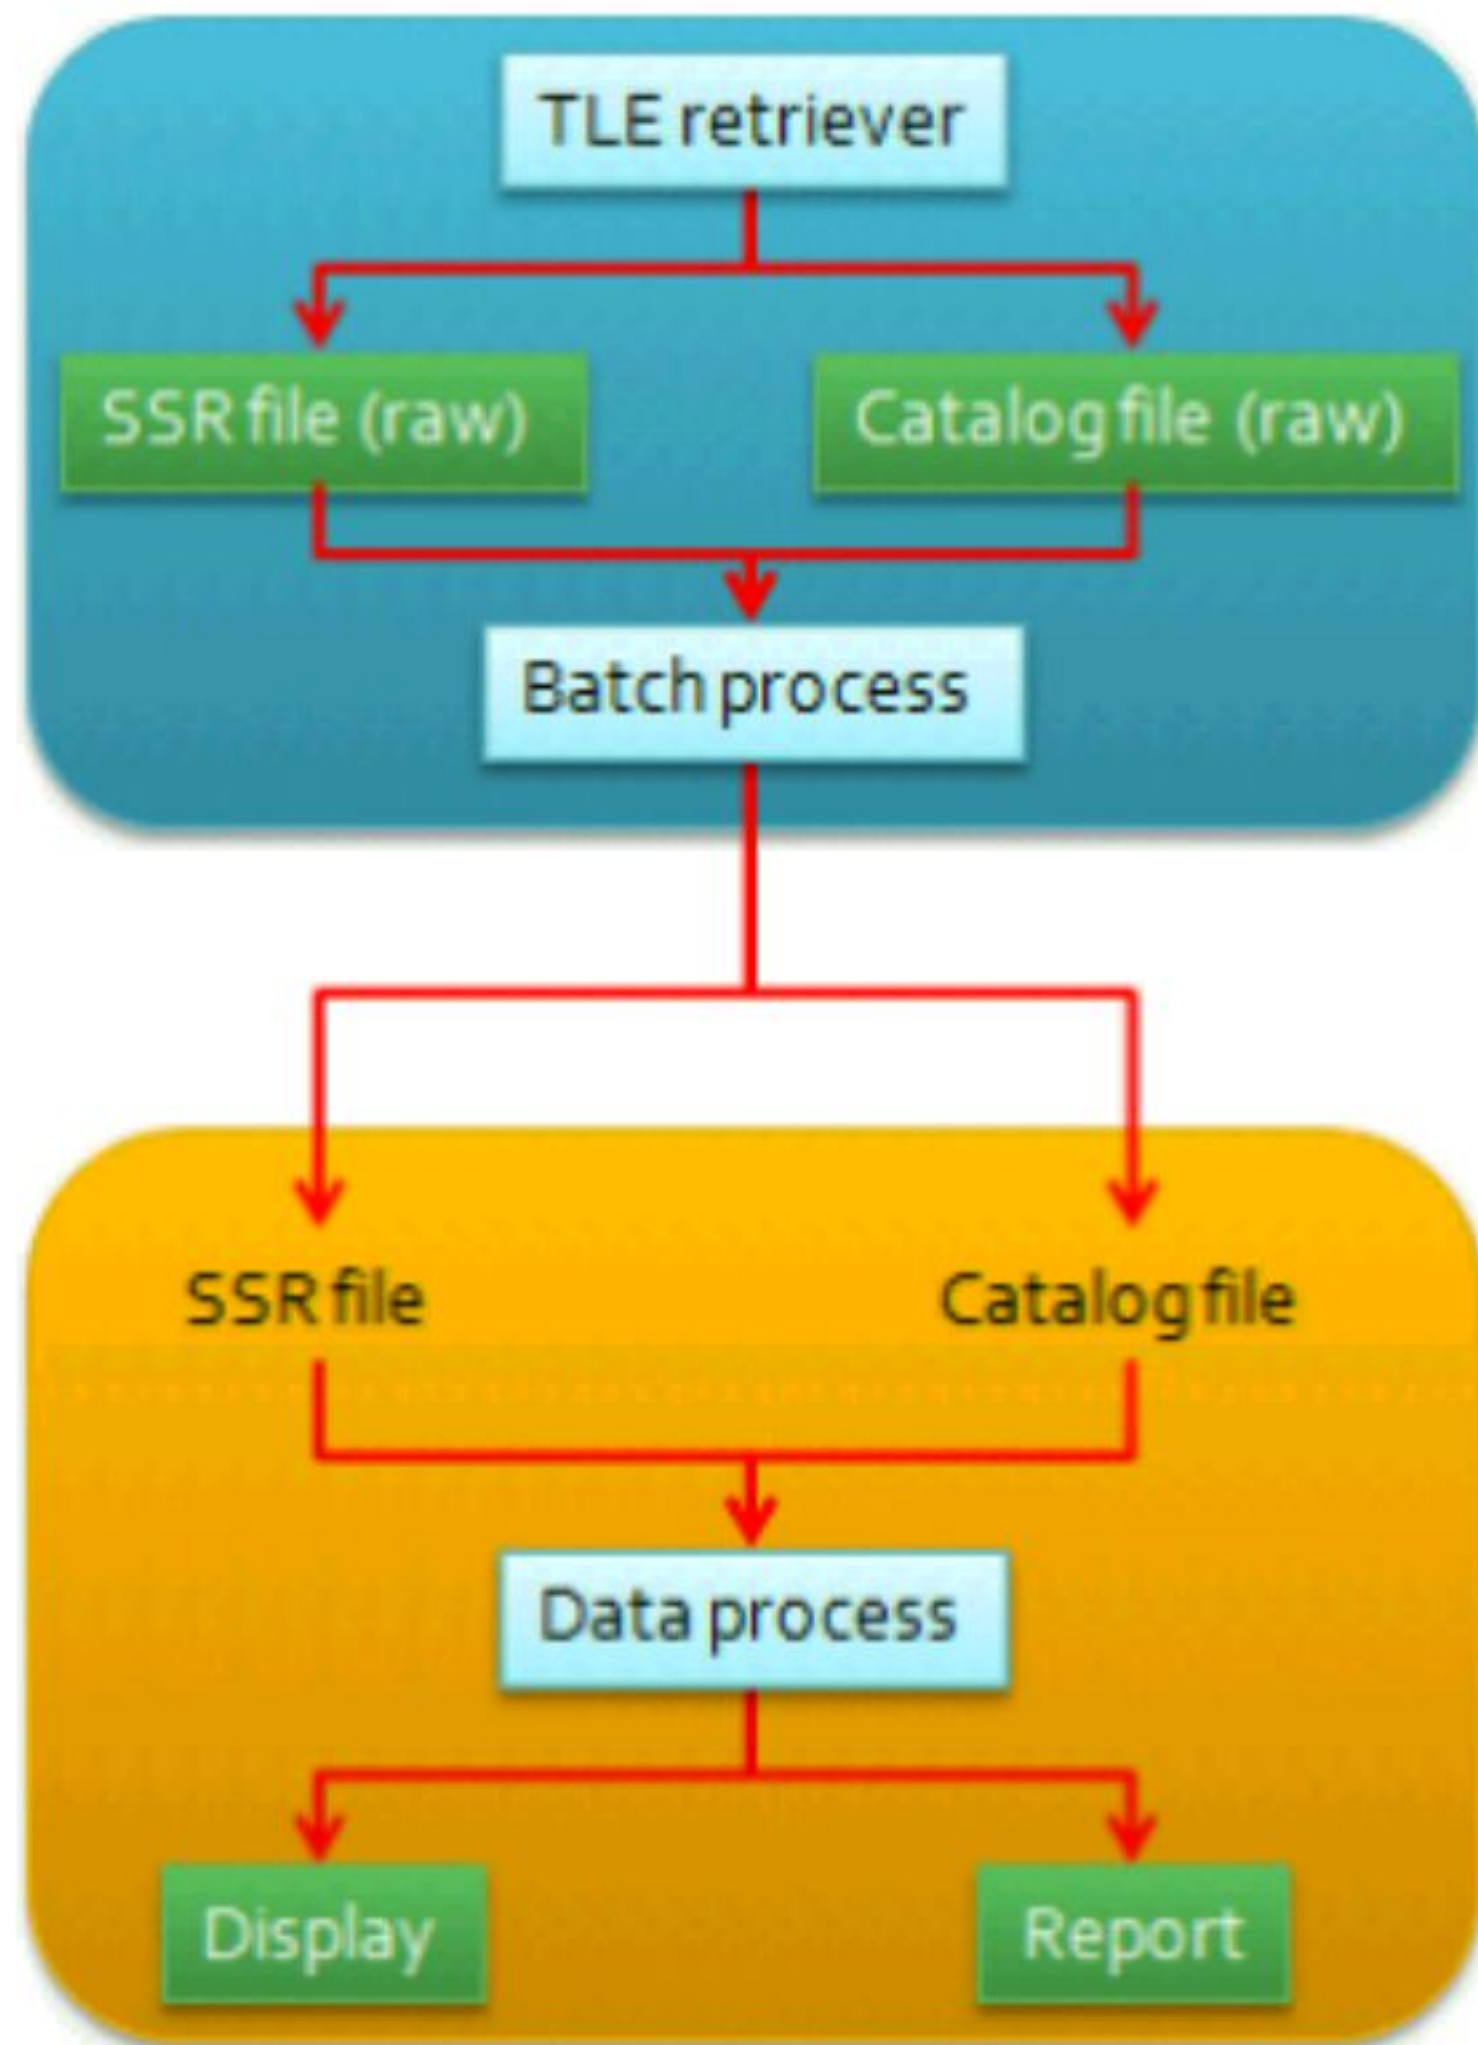 TLE retriever
SSR file (raw)
Catalog file (raw)
Batch process
SSR file
Catalog file
Data process
Display
Report